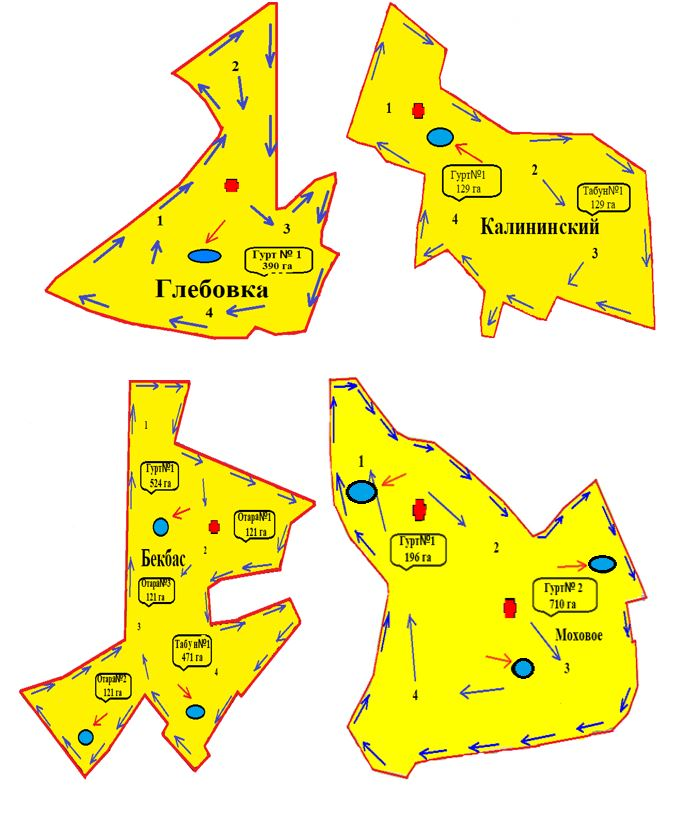 2
1
3
Гурт № 1
390 га
Глебовка
4
1
2
Гурт№1
129 га
Табун№1
129 га
4
Калининский
3
1
Гурт№1
524 га
Отара№1
121 га
2
Бекбас
Отара№3
121 га
3
Табун№1
471 га
4
Отара№2
121 га
1
Гурт№1
196 га
2
Гурт№ 2
710 га
Моховое
3
4